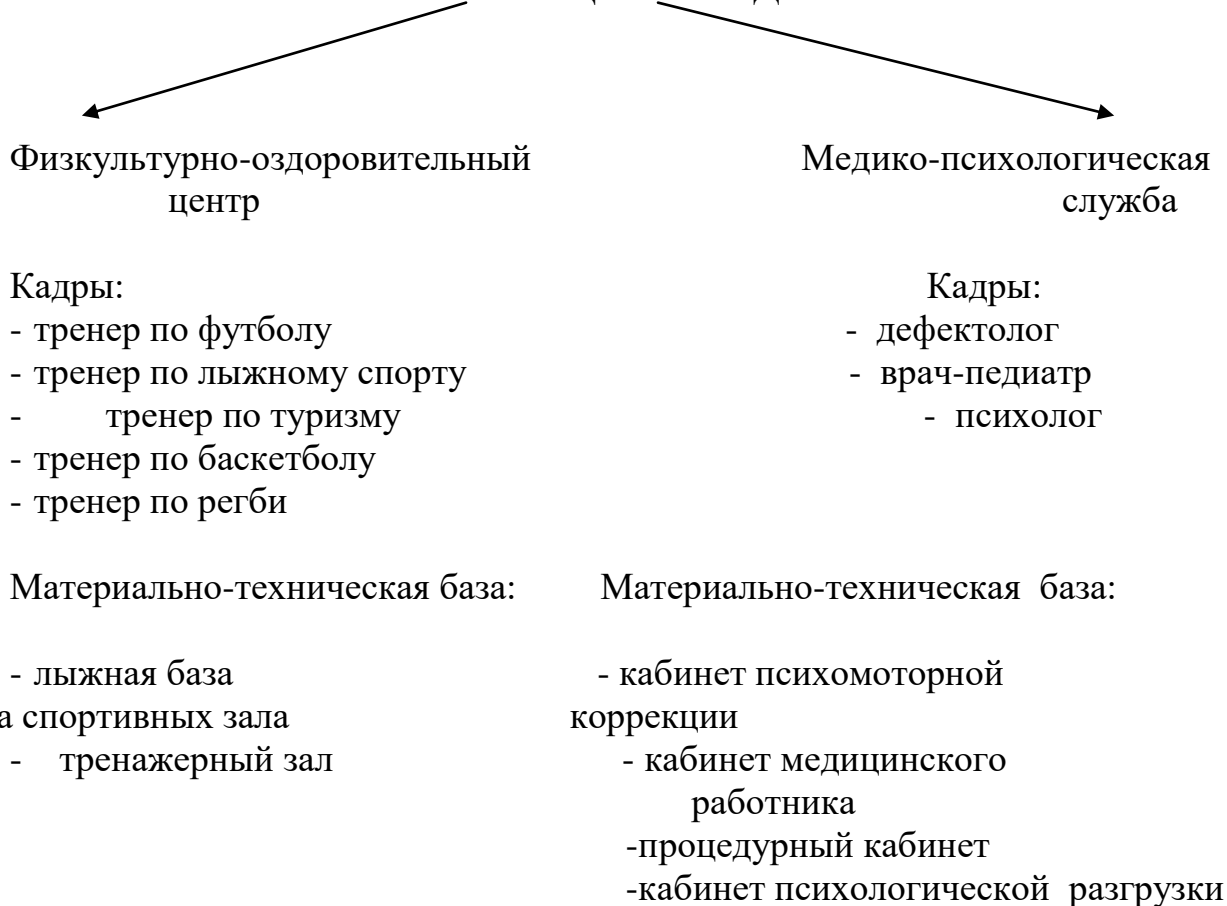 Физкультурно-оздоровительный
центр
Кадры:
- тренер по футболу
- тренер по лыжному спорту
- тренер по туризму
- тренер по баскетболу
- тренер по регби
Материально-техническая база:
- лыжная база
спортивных зала
- тренажерный зал
Медико-психологическая
служба
Кадры:
- дефектолог
- врач-педиатр
- психолог
Материально-техническая база:
- кабинет психомоторной
коррекции
- кабинет медицинского
работника
-процедурный кабинет
-кабинет психологической разгрузки